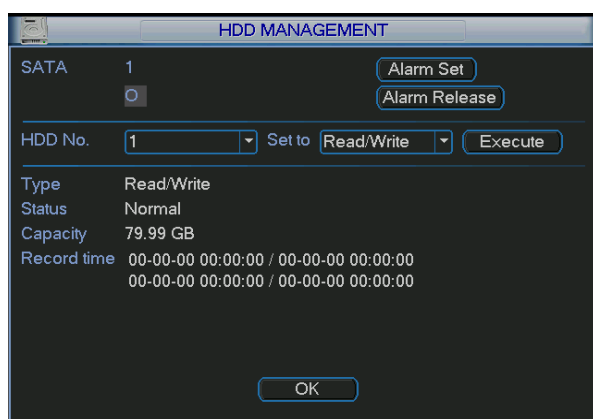 HDD MANAGEMENT
SATA 1 Alarm Set
O Alarm Release
HDD No. 1 Set to Read/Write Execute
Type Read/Write
Status Normal
Capacity 79.99 GB
Record time 00-00-00 00:00:00 / 00-00-00 00:00:00
00-00-00 00:00:00 / 00-00-00 00:00:00
OK